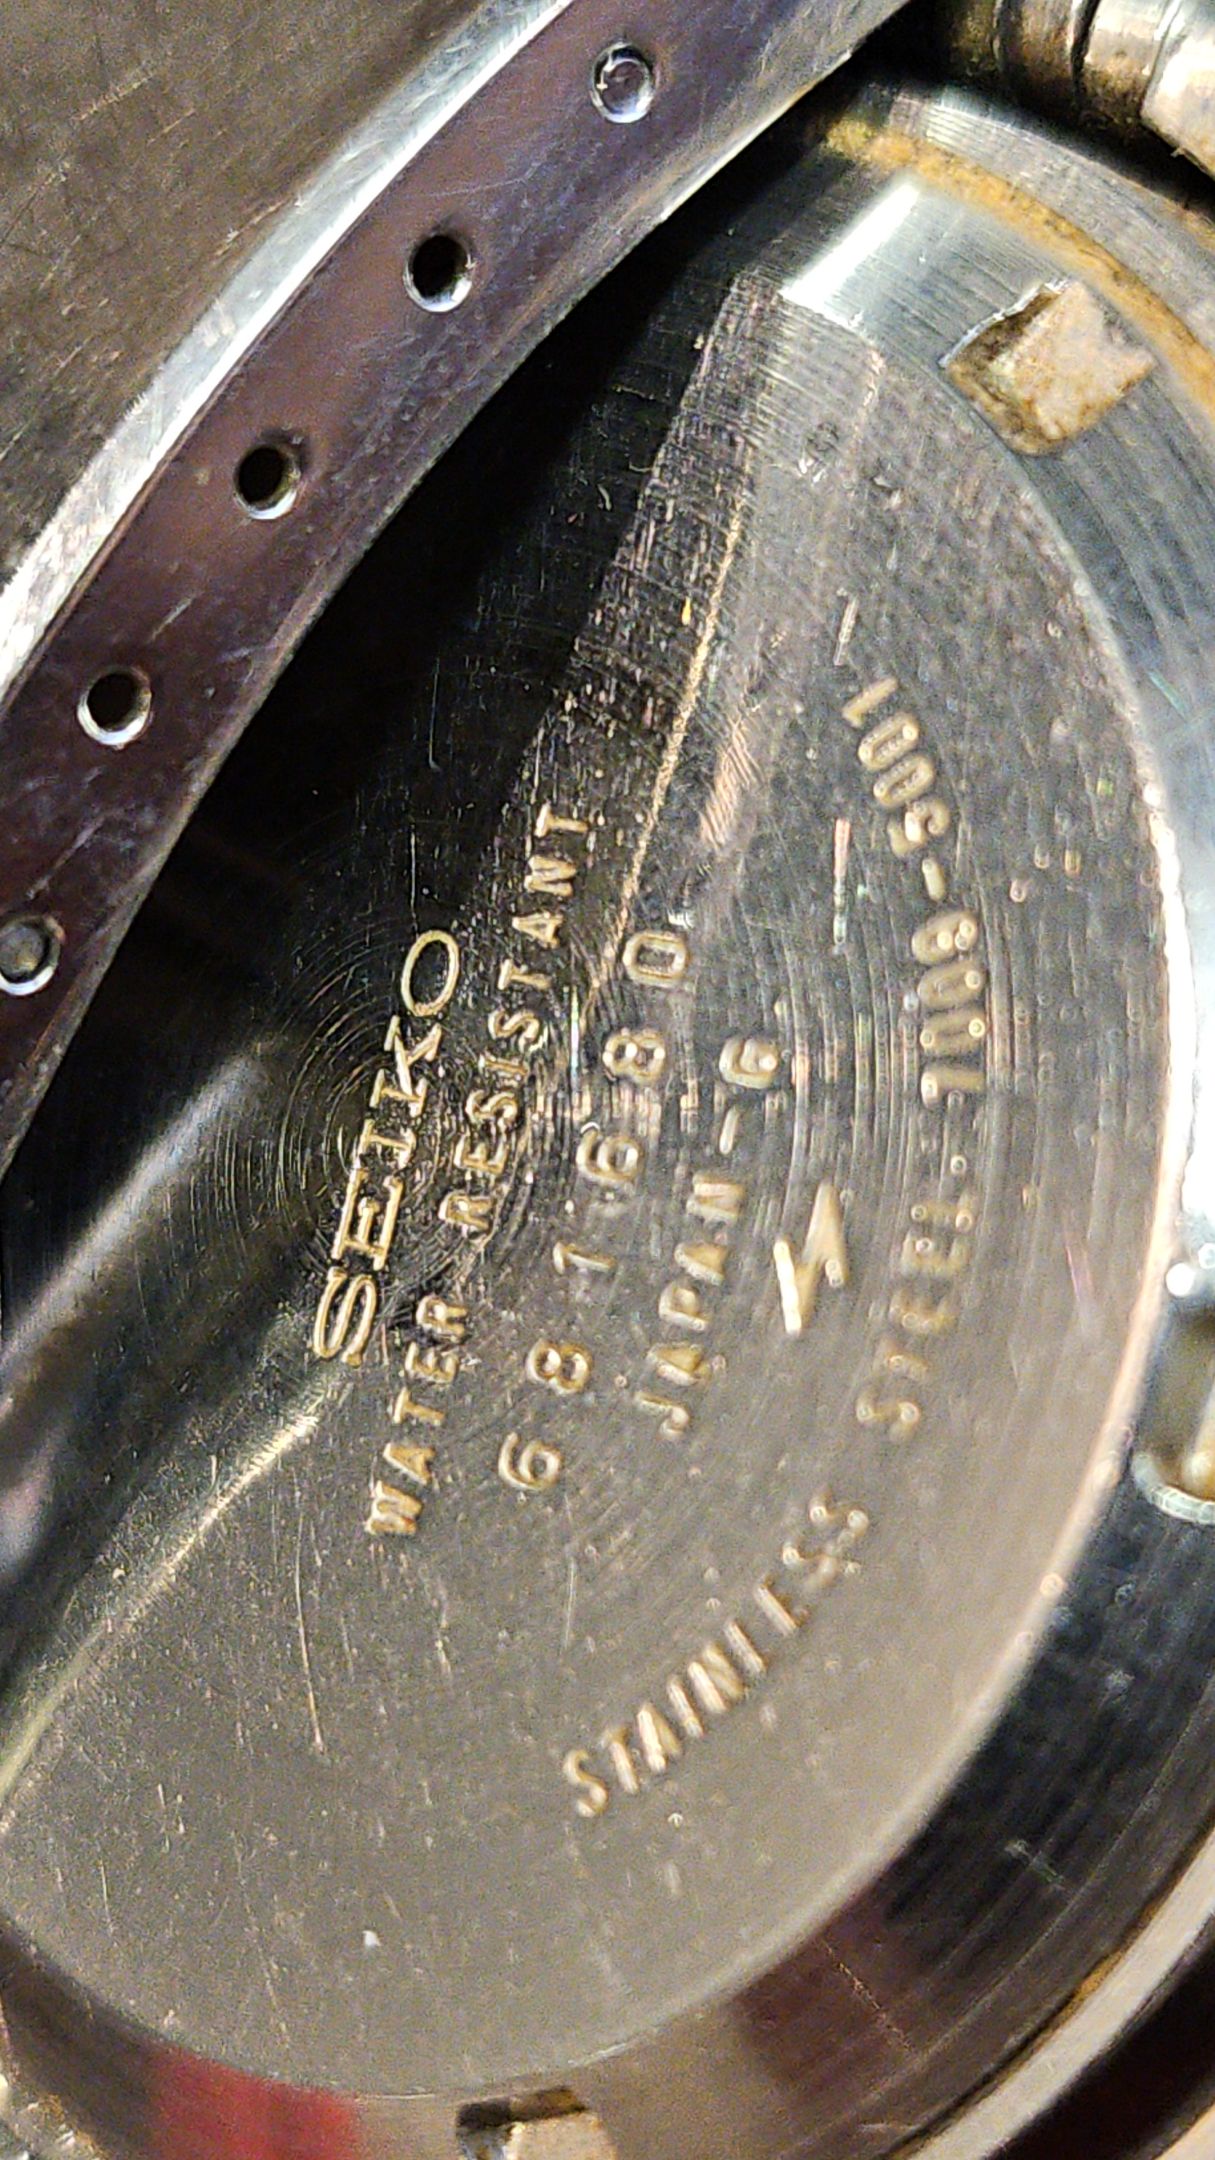 SEIKO
WATER RESISTANT
681680
JAPAN-6
STAINLESS STEEL · 7009-5001